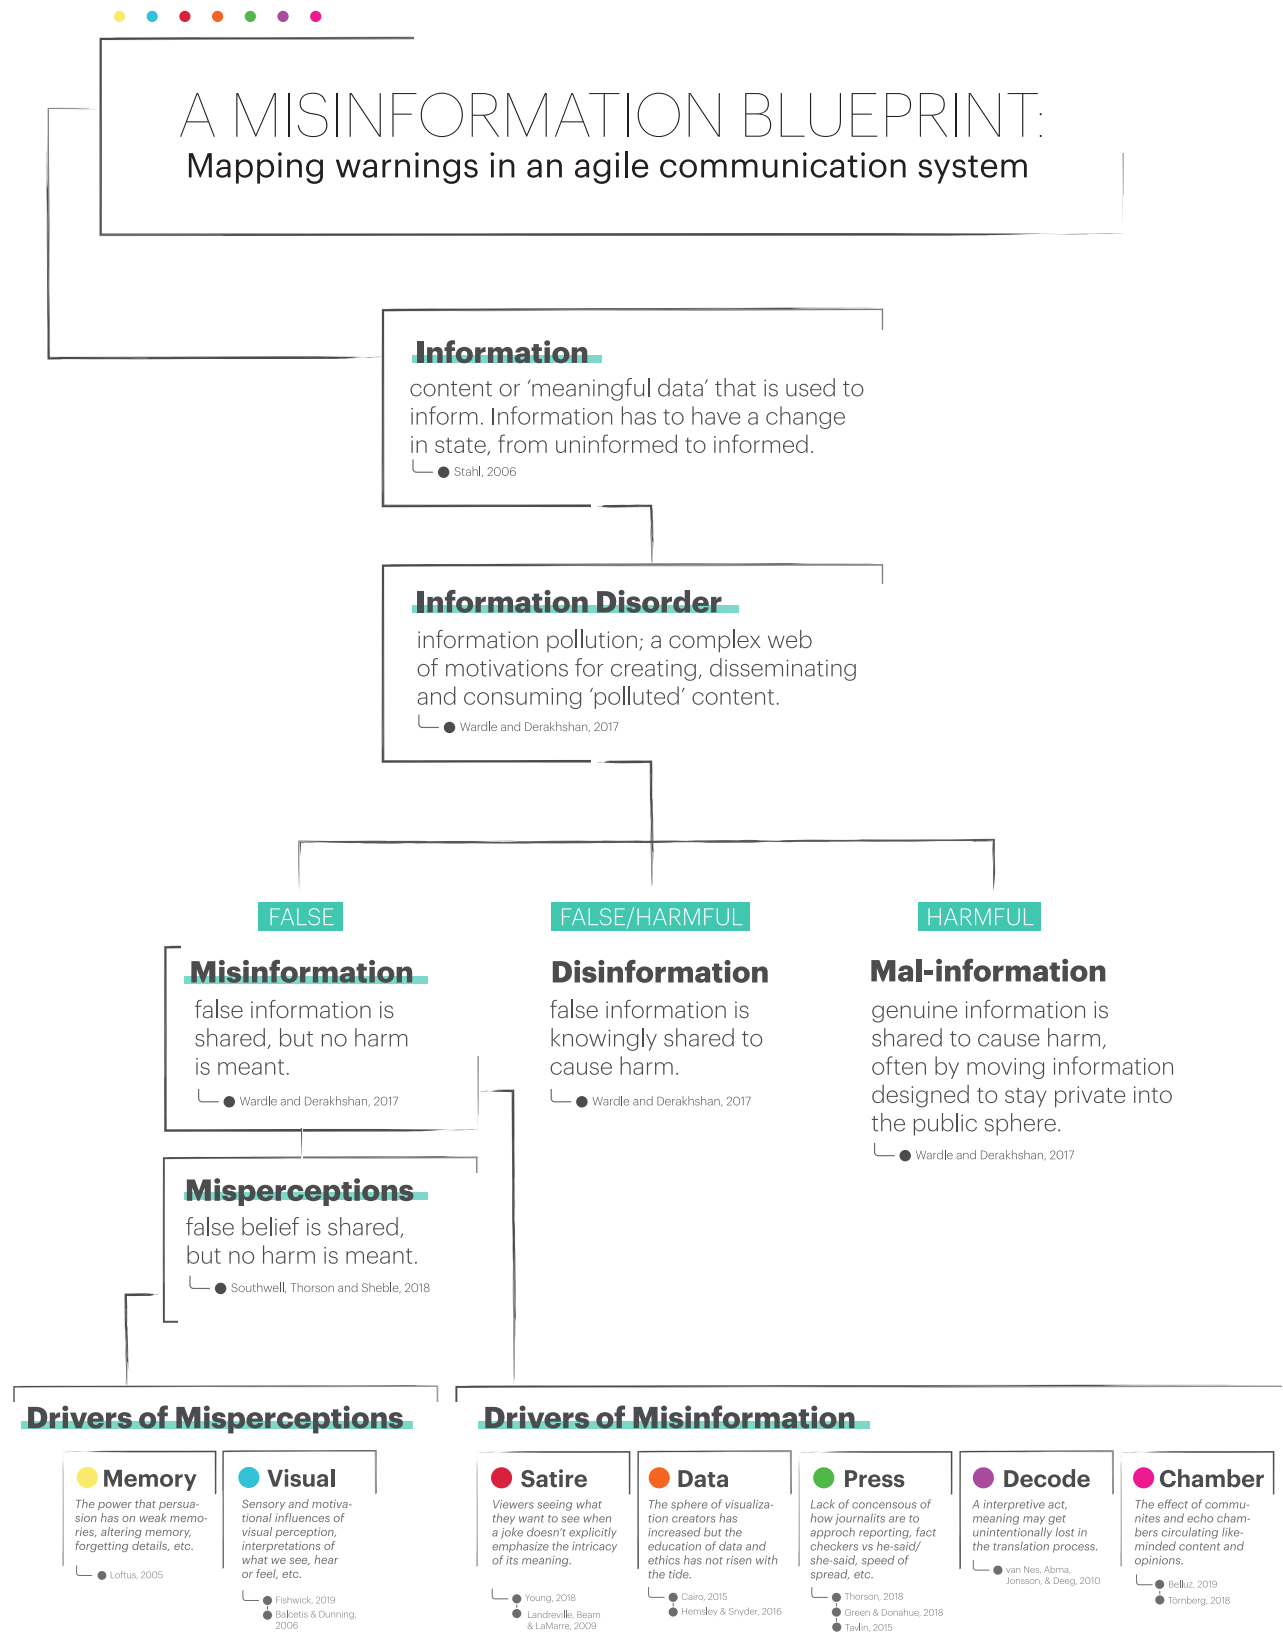 A MISINFORMATION BLUEPRINT:
Mapping warnings in an agile communication system
Information
content or ‘meaningful data’ that is used to
inform. Information has to have a change
in state, from uninformed to informed.
Stahl, 2006
Information Disorder
information pollution; a complex web
of motivations for creating, disseminating
and consuming ‘polluted’ content.
Wardle and Derakhshan, 2017
FALSE
Misinformation
false information is
shared, but no harm
is meant.
Wardle and Derakhshan, 2017
FALSE/HARMFUL
Disinformation
false information is
knowingly shared to
cause harm.
Wardle and Derakhshan, 2017
HARMFUL
Mal-information
genuine information is
shared to cause harm,
often by moving information
designed to stay private into
the public sphere.
Wardle and Derakhshan, 2017
Misperceptions
false belief is shared,
but no harm is meant.
Southwell, Thorson and Sheble, 2018
Drivers of Misperceptions
Memory
The power that persua-
sion has on weak memo-
ries, altering memory,
forgetting details, etc.
Loftus, 2005
Visual
Sensory and motiva-
tional influences of
visual perception,
interpretations of
what we see, hear
or feel, etc.
Fishwick, 2019
Balcetis & Dunning,
2006
Drivers of Misinformation
Satire
Viewers seeing what
they want to see when
a joke doesn’t explicitly
emphasize the intricacy
of its meaning.
Young, 2018
Landreville, Beam
& LaMarre, 2009
Data
The sphere of visualiza-
tion creators has
increased but the
education of data and
ethics has not risen with
the tide.
Cairo, 2015
Hemsley & Snyder, 2016
Press
Lack of concensous of
how journalits are to
approch reporting, fact
checkers vs he-said/
she-said, speed of
spread, etc.
Thorson, 2018
Green & Donahue, 2018
Tavlin, 2015
Decode
A interpretive act,
meaning may get
unintentionally lost in
the translation process.
van Nes, Abma,
Jonsson, & Deeg, 2010
Chamber
The effect of commu-
nites and echo cham-
bers circulating like-
minded content and
opinions.
Belluz, 2019
Törnberg, 2018